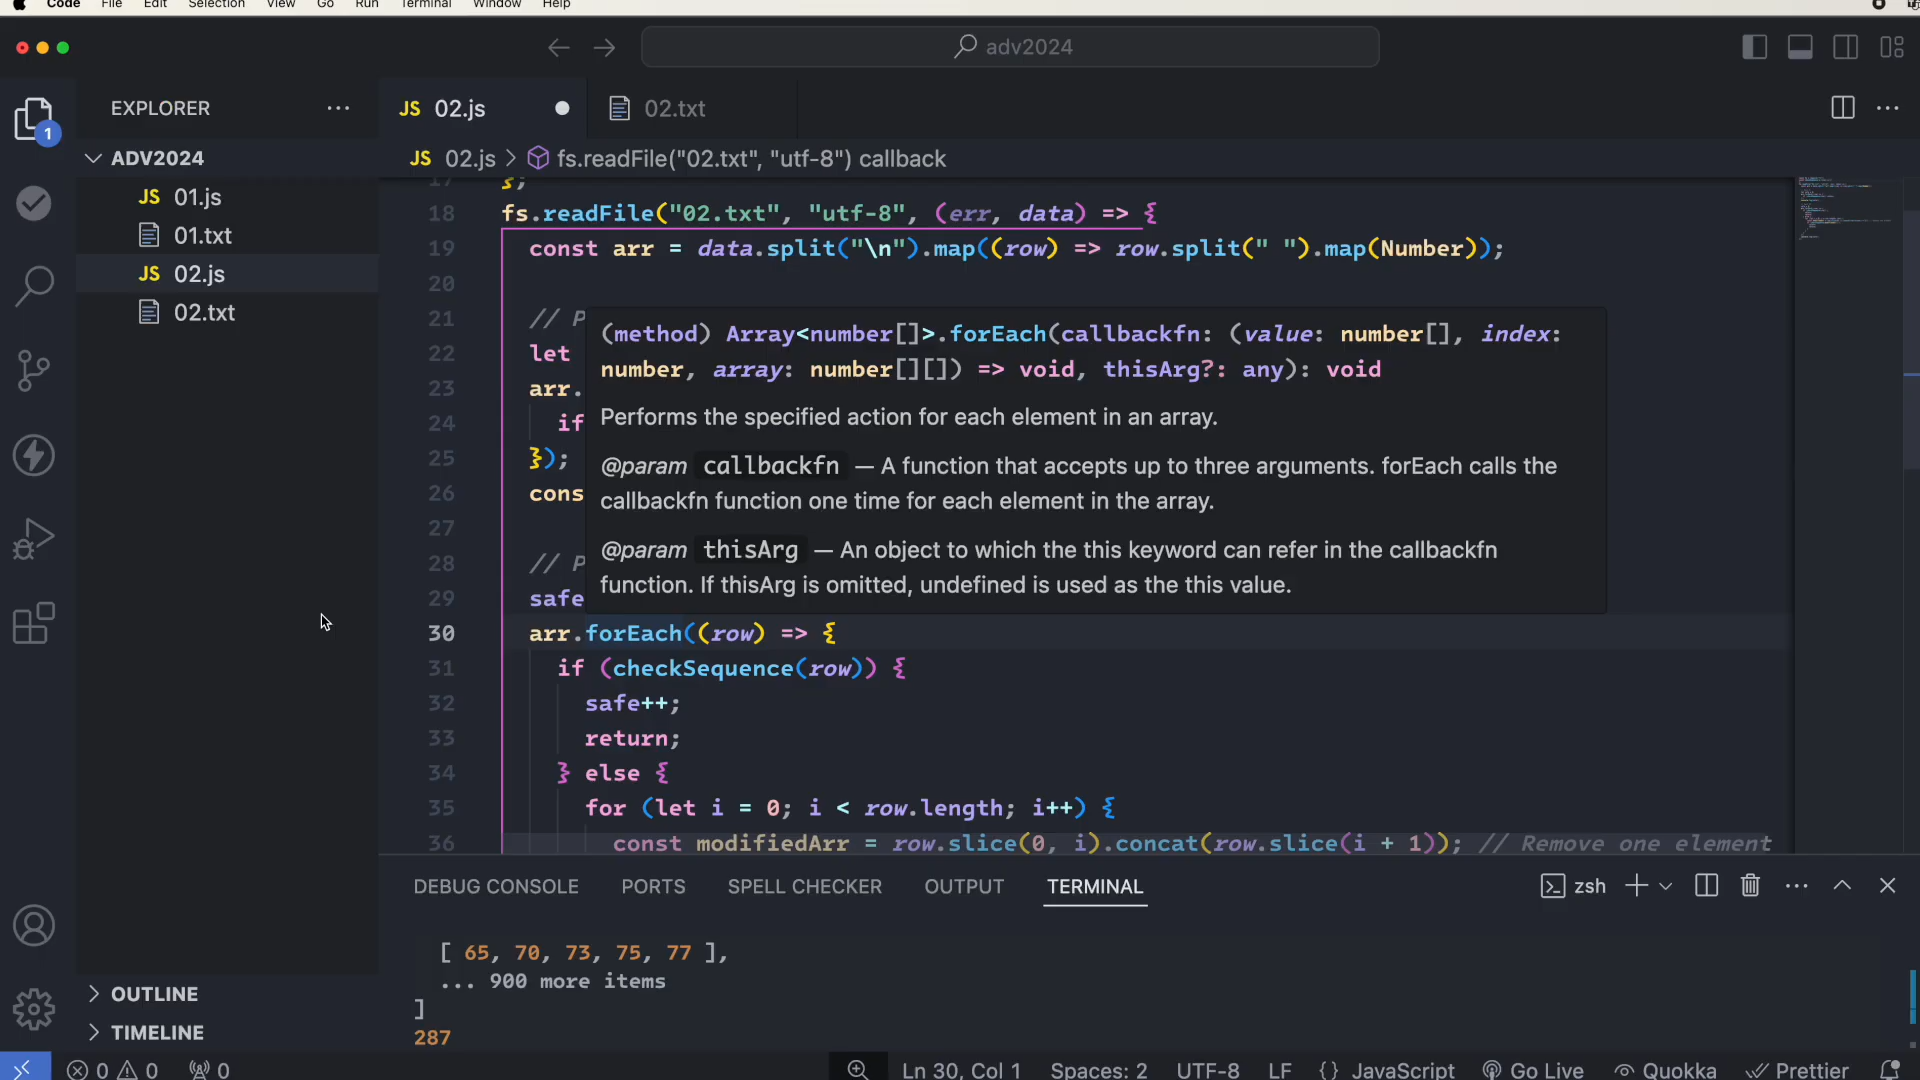 Code File Edit Selection View Go Run Terminal Window Help
adv2024
EXPLORER
JS 02.js
02.txt
1
ADV2024
JS 02.js > fs.readFile("02.txt", "utf-8") callback
JS 01.js
01.txt
JS 02.js
02.txt
17 };
18 fs.readFile("02.txt", "utf-8", (err, data) => {
19 const arr = data.split("\n").map((row) => row.split(" ").map(Number));
20
21 // P
22 let
23 arr.
24 if
25 });
26 cons
27
28 // P
29 safe
(method) Array<number[]>.forEach(callbackfn: (value: number[], index:
number, array: number[][]) => void, thisArg?: any): void
Performs the specified action for each element in an array.
@param callbackfn — A function that accepts up to three arguments. forEach calls the
callbackfn function one time for each element in the array.
@param thisArg — An object to which the this keyword can refer in the callbackfn
function. If thisArg is omitted, undefined is used as the this value.
30 arr.forEach((row) => {
31 if (checkSequence(row)) {
32 safe++;
33 return;
34 } else {
35 for (let i = 0; i < row.length; i++) {
36 const modifiedArr = row.slice(0, i).concat(row.slice(i + 1)); // Remove one element
DEBUG CONSOLE PORTS SPELL CHECKER OUTPUT TERMINAL
zsh
[ 65, 70, 73, 75, 77 ],
... 900 more items
]
287
OUTLINE
TIMELINE
0 0 0
Ln 30, Col 1 Spaces: 2 UTF-8 LF {} JavaScript Go Live Quokka Prettier